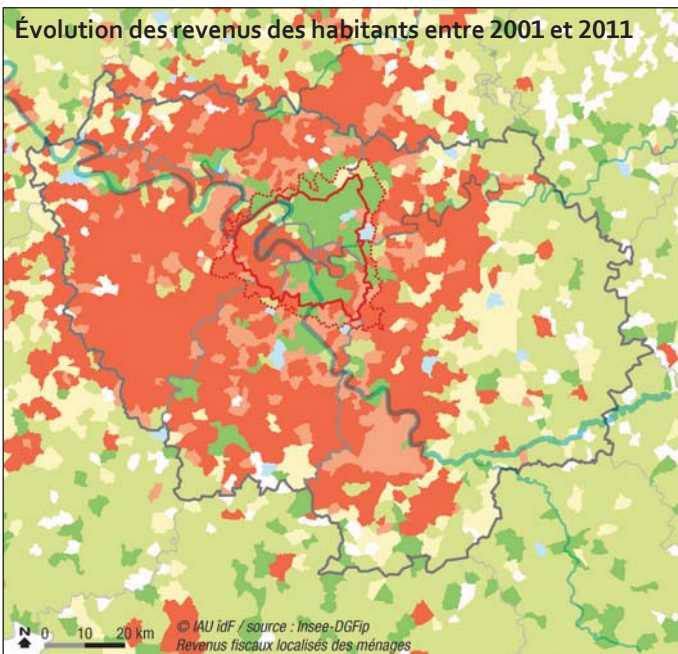 Évolution des revenus des habitants entre 2001 et 2011
N 0 10 20 km
© IAU îdF / source : Insee-DGFip
Revenus fiscaux localisés des ménages